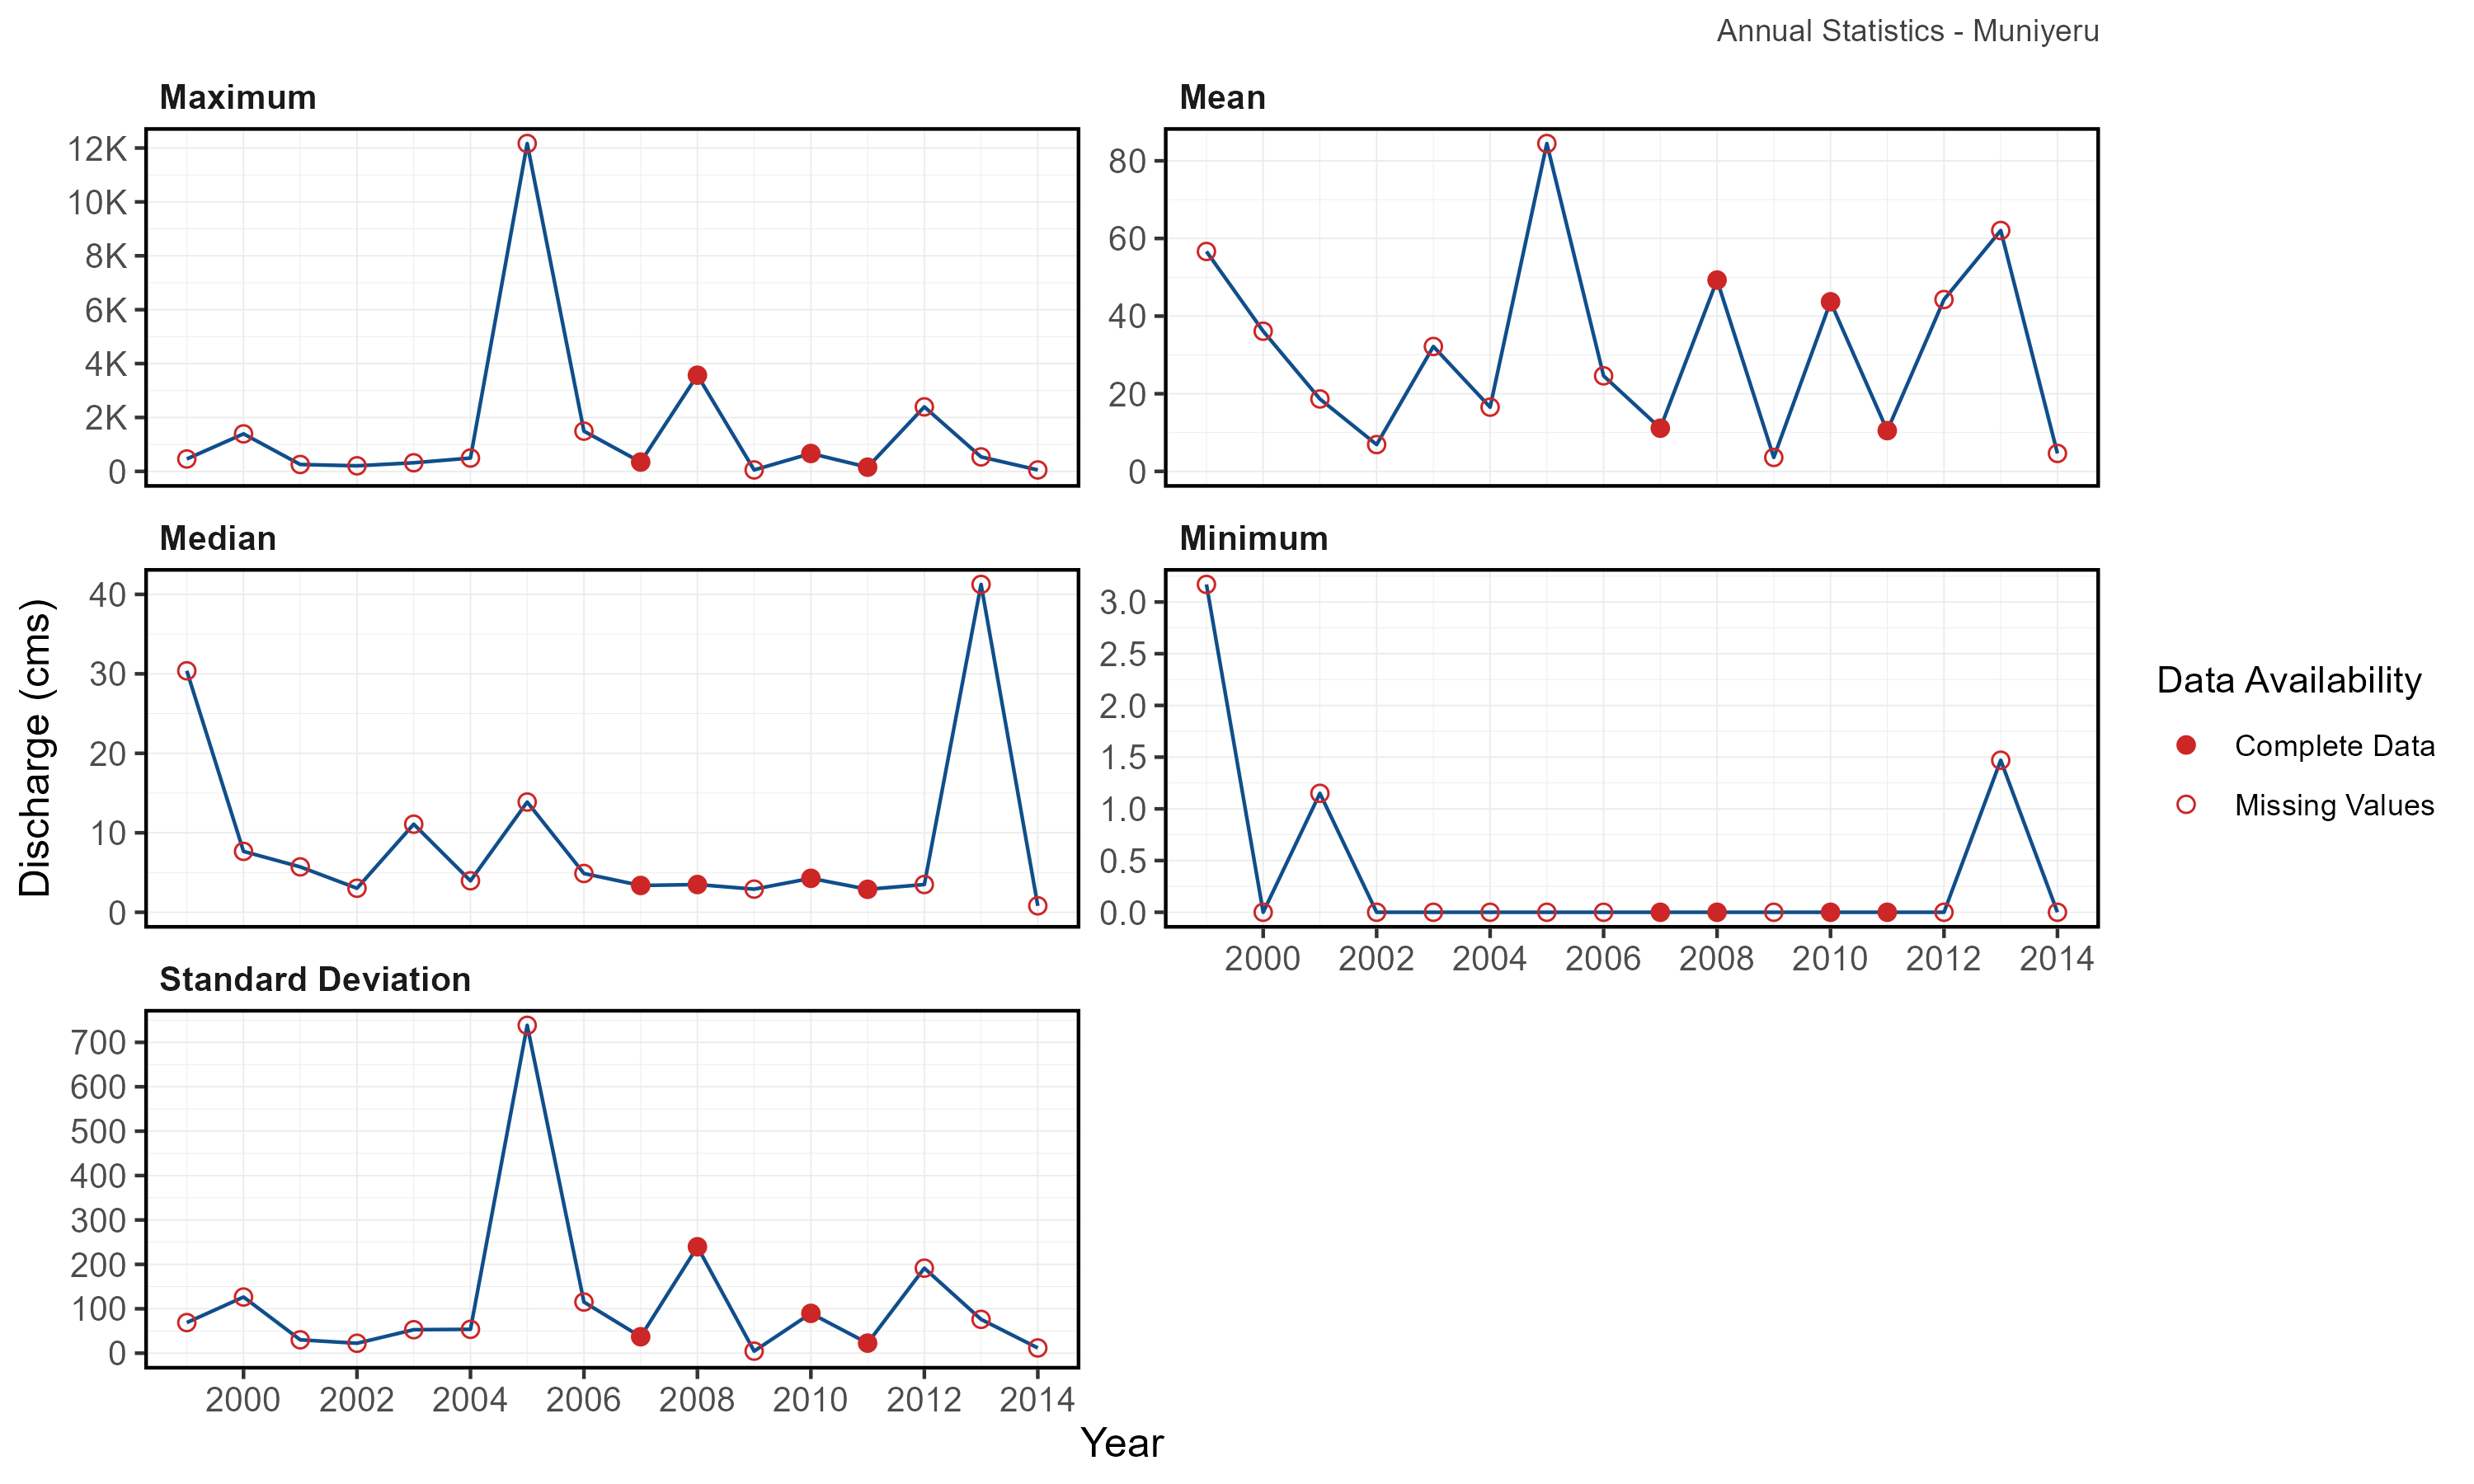 Annual Statistics - Muniyeru
Maximum
12K
10K
8K
6K
4K
2K
0
Mean
80
60
40
20
0
Discharge (cms)
Median
40
30
20
10
0
Minimum
3.0
2.5
2.0
1.5
1.0
0.5
0.0
2000 2002 2004 2006 2008 2010 2012 2014
Data Availability
Complete Data
Missing Values
Standard Deviation
700
600
500
400
300
200
100
0
2000 2002 2004 2006 2008 2010 2012 2014
Year